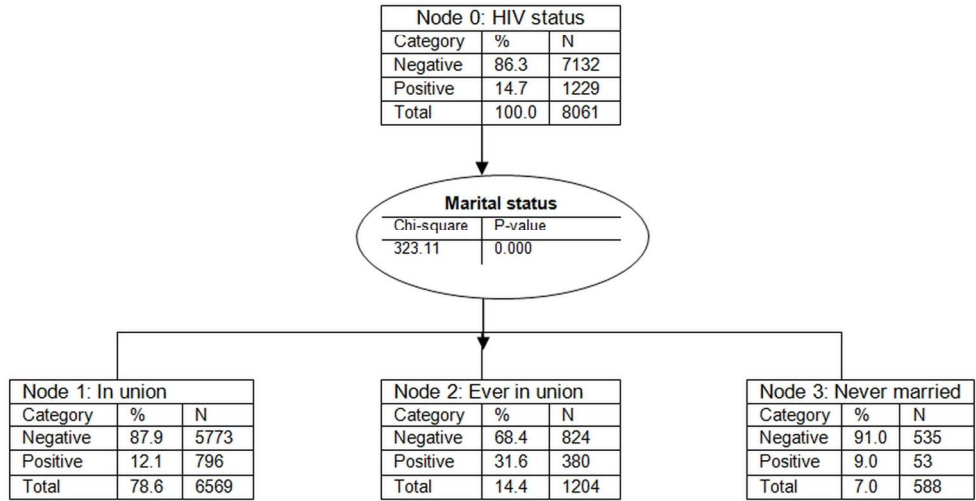 Node 0: HIV status
Category % N
Negative 86.3 7132
Positive 14.7 1229
Total 100.0 8061
Marital status
Chi-square P-value
323.11 0.000
Node 1: In union
Category % N
Negative 87.9 5773
Positive 12.1 796
Total 78.6 6569
Node 2: Ever in union
Category % N
Negative 68.4 824
Positive 31.6 380
Total 14.4 1204
Node 3: Never married
Category % N
Negative 91.0 535
Positive 9.0 53
Total 7.0 588